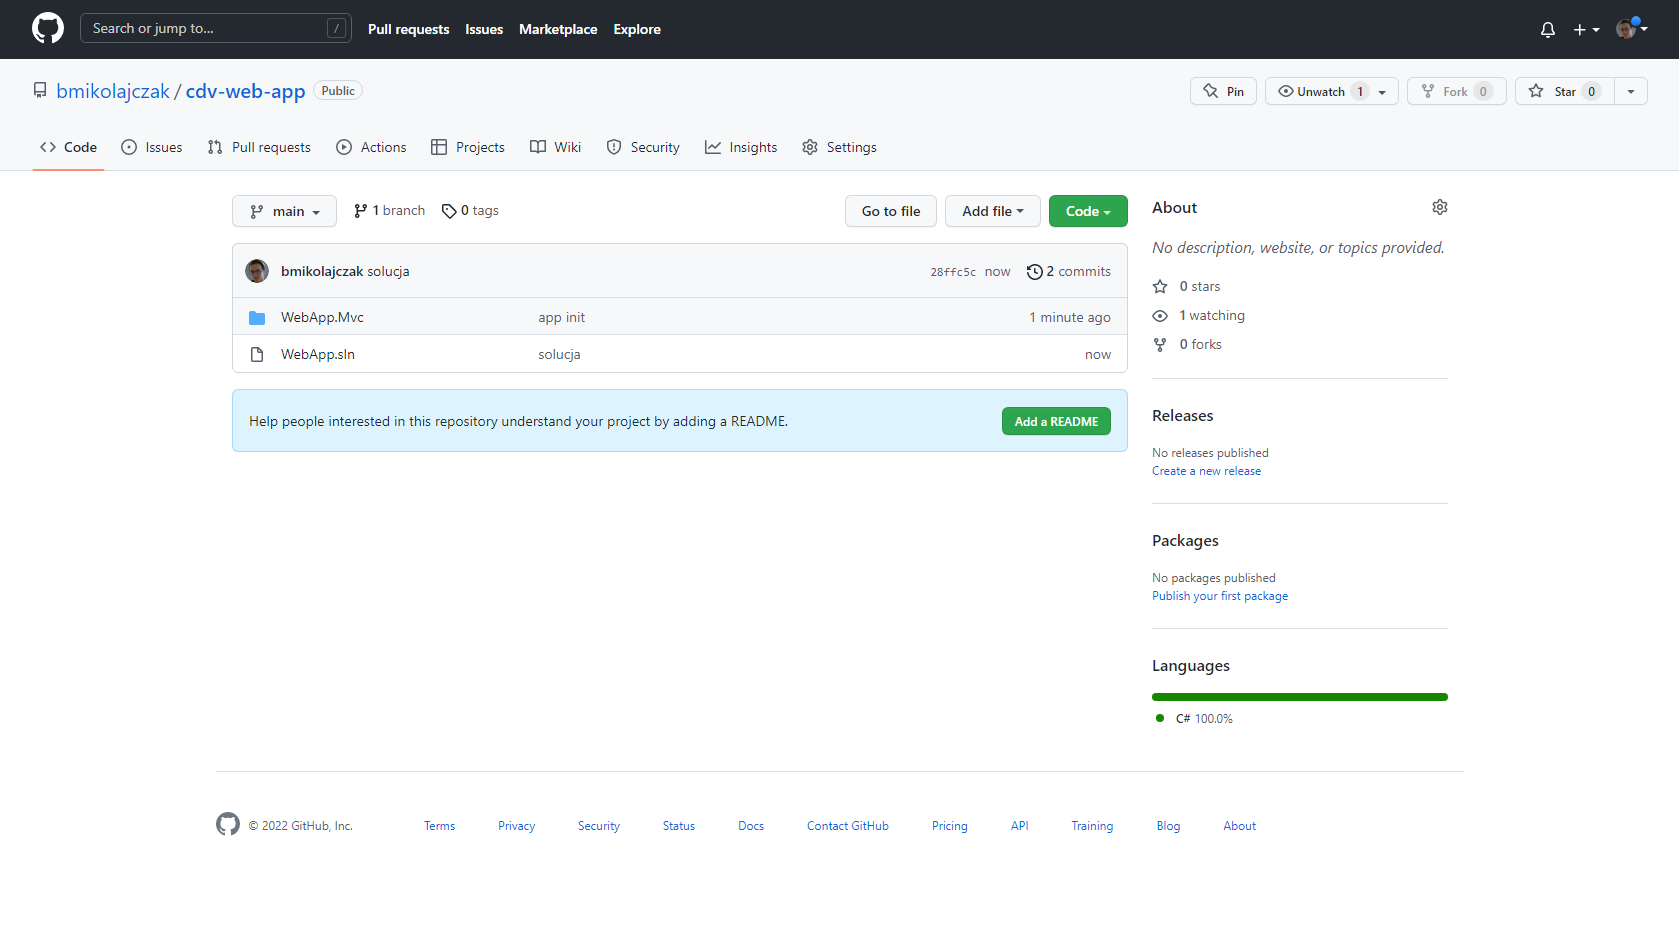 Search or jump to... /
Pull requests Issues Marketplace Explore
bmikolajczak / cdv-web-app Public
Pin Unwatch 1 Fork 0 Star 0
Code Issues Pull requests Actions Projects Wiki Security Insights Settings
main 1 branch 0 tags Go to file Add file Code
bmikolajczak solucja 28ffc5c now 2 commits
WebApp.Mvc app init 1 minute ago
WebApp.sln solucja now
Help people interested in this repository understand your project by adding a README. Add a README
About
No description, website, or topics provided.
0 stars
1 watching
0 forks
Releases
No releases published
Create a new release
Packages
No packages published
Publish your first package
Languages
C# 100.0%
© 2022 GitHub, Inc. Terms Privacy Security Status Docs Contact GitHub Pricing API Training Blog About